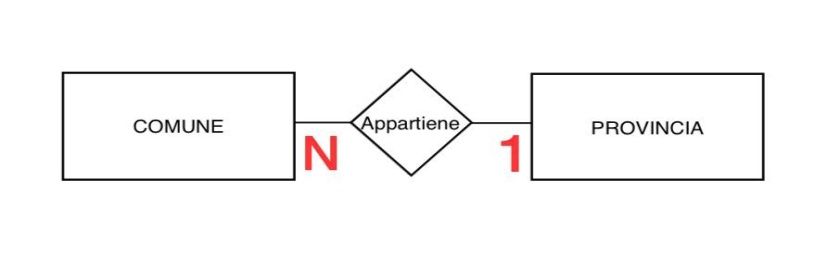 COMUNE
Appartiene
PROVINCIA
N
1